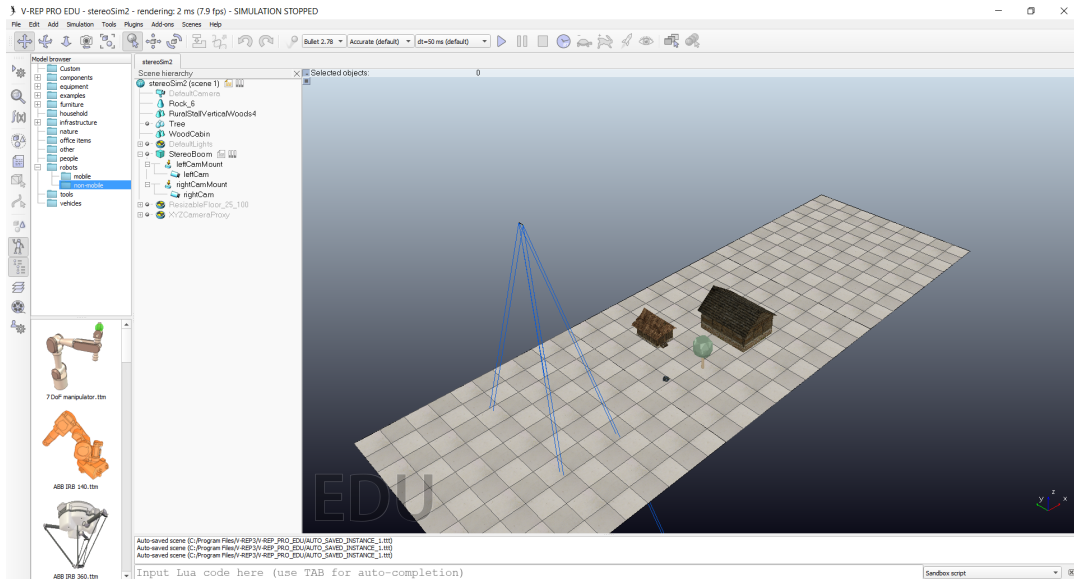 V-REP PRO EDU - stereoSim2 - rendering: 2 ms (7.9 fps) - SIMULATION STOPPED
File Edit Add Simulation Tools Plugins Add-ons Scenes Help
Bullet 2.78 Accurate (default) dt=50 ms (default)
Model browser
Custom
components
equipment
examples
furniture
household
infrastructure
nature
office items
other
people
robots
mobile
non-mobile
tools
vehicles
7 DoF manipulator.ttm
ABB IRB 140.ttm
ABB IRB 360.ttm
stereoSim2
Scene hierarchy
stereoSim2 (scene 1)
DefaultCamera
Rock_6
RuralStallVerticalWoods4
Tree
WoodCabin
DefaultLights
StereoBoom
leftCamMount
leftCam
rightCamMount
rightCam
ResizableFloor_25_100
XYZCameraProxy
Selected objects: 0
EDU
z
y x
Auto-saved scene (C:/Program Files/V-REP3/V-REP_PRO_EDU/AUTO_SAVED_INSTANCE_1.ttt)
Auto-saved scene (C:/Program Files/V-REP3/V-REP_PRO_EDU/AUTO_SAVED_INSTANCE_1.ttt)
Auto-saved scene (C:/Program Files/V-REP3/V-REP_PRO_EDU/AUTO_SAVED_INSTANCE_1.ttt)
Input Lua code here (use TAB for auto-completion)
Sandbox script